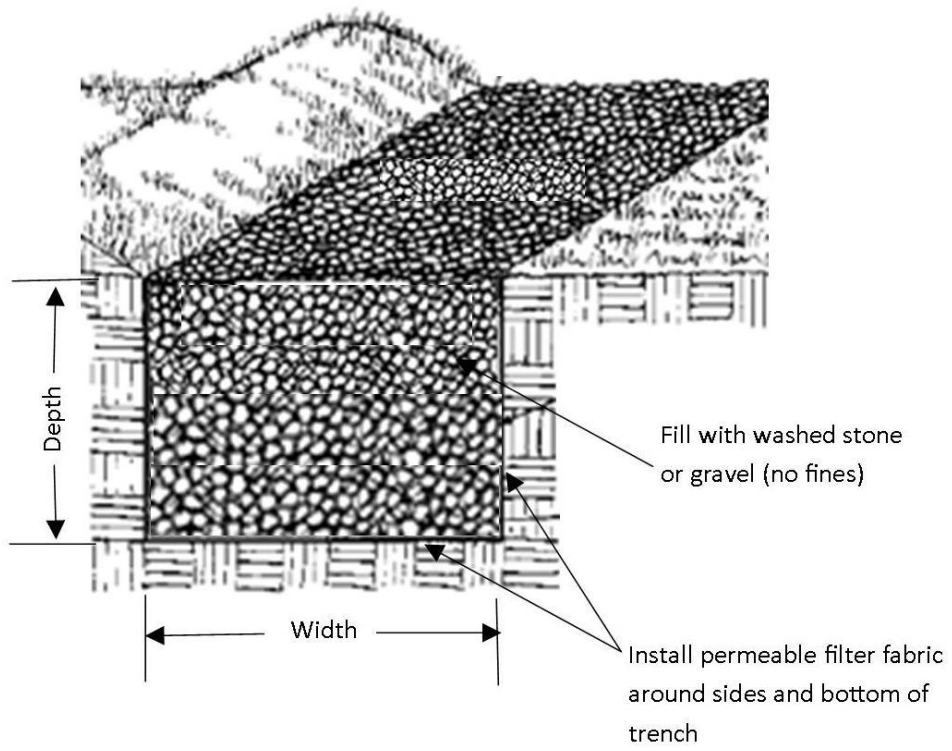 Depth
Fill with washed stone
or gravel (no fines)
Width
Install permeable filter fabric
around sides and bottom of
trench